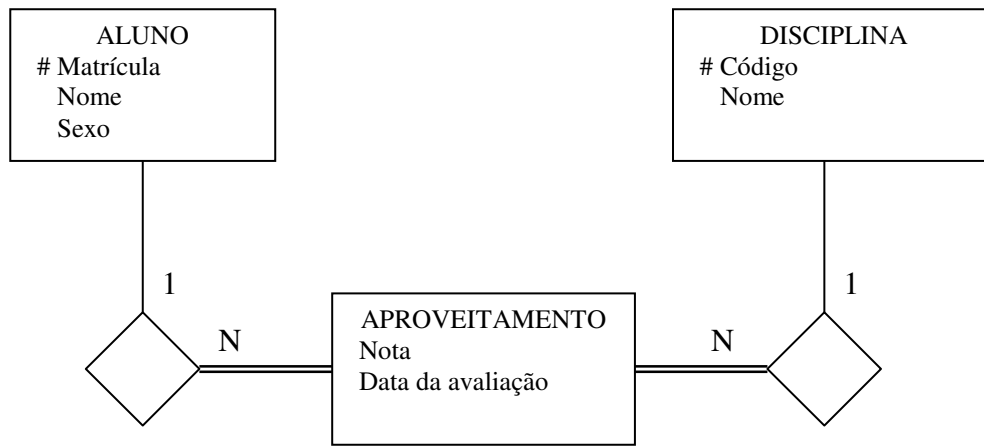 ALUNO
# Matrícula
Nome
Sexo
DISCIPLINA
# Código
Nome
1
1
N
APROVEITAMENTO
Nota
Data da avaliação
N